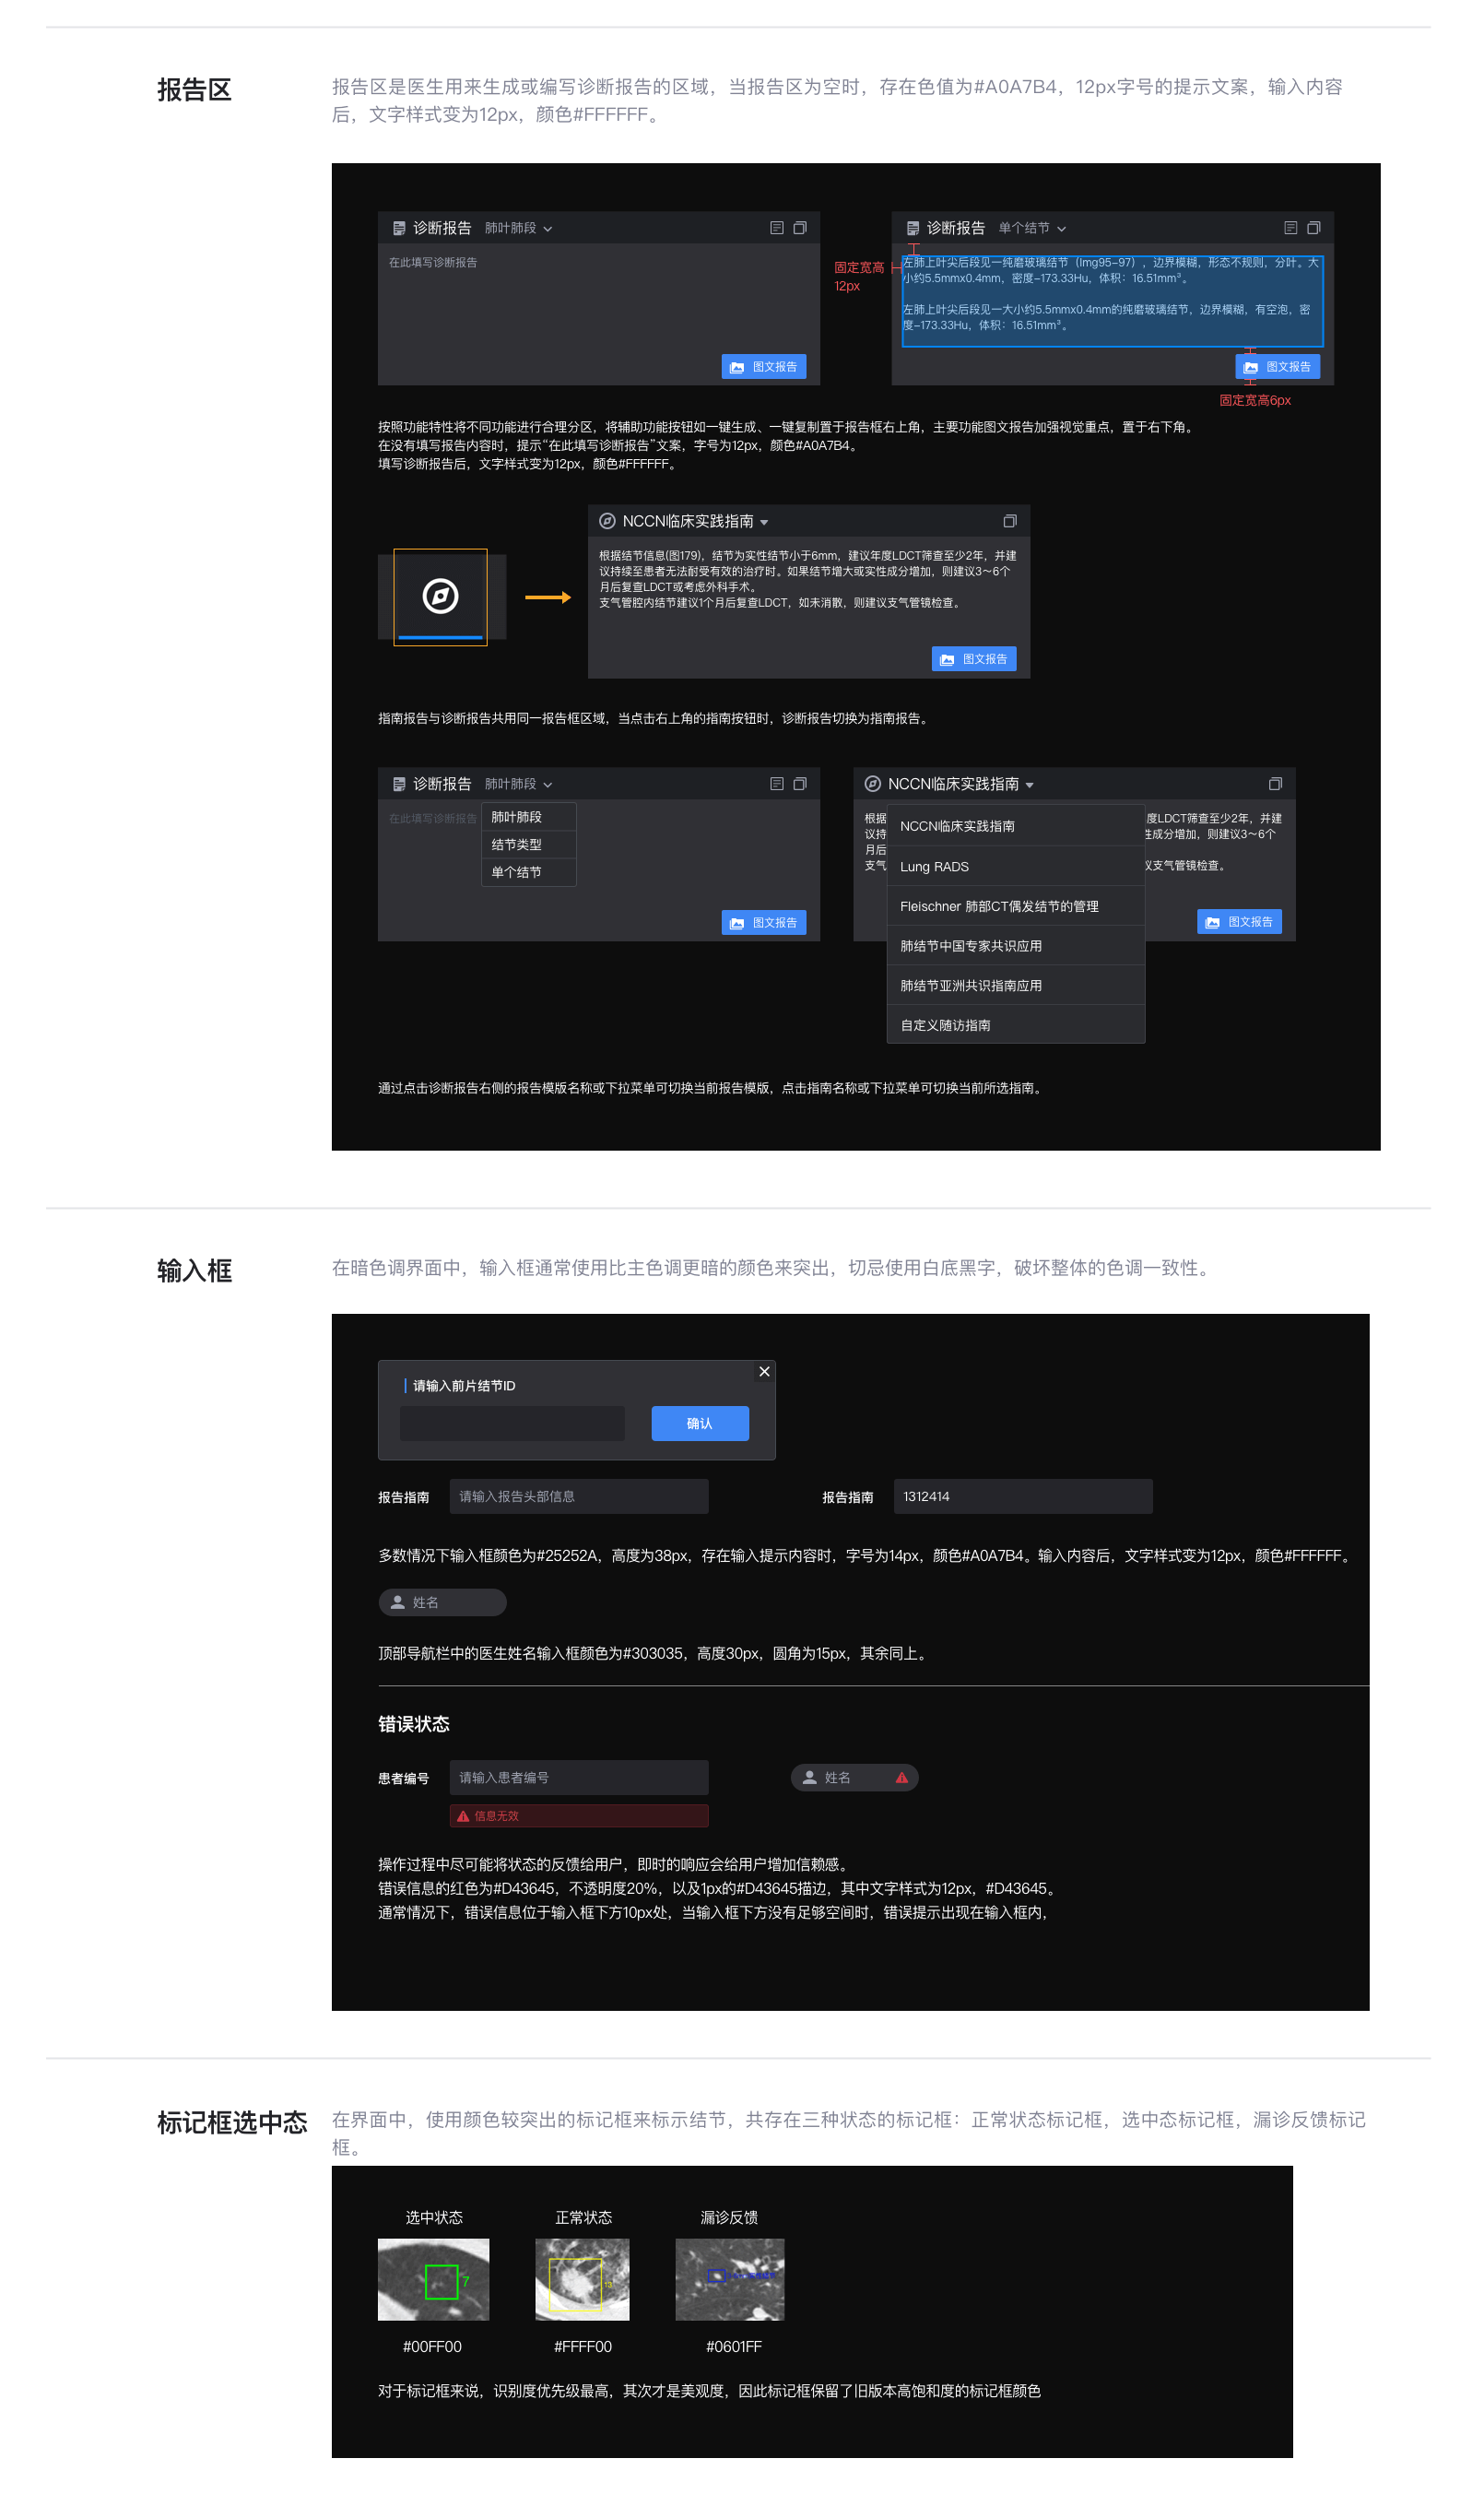 报告区
报告区是医生用来生成或编写诊断报告的区域，当报告区为空时，存在色值为#A0A7B4，12px字号的提示文案，输入内容
后，文字样式变为12px，颜色#FFFFFF。
诊断报告 肺叶肺段
在此填写诊断报告
图文报告
固定宽高
12px
诊断报告 单个结节
左肺上叶尖后段见一纯磨玻璃结节（Img95-97），边界模糊，形态不规则，分叶。大
小约5.5mmx0.4mm，密度-173.33Hu，体积：16.51mm³。
左肺上叶尖后段见一大小约5.5mmx0.4mm的纯磨玻璃结节，边界模糊，有空泡，密
度-173.33Hu，体积：16.51mm³。
图文报告
固定宽高6px
按照功能特性将不同功能进行合理分区，将辅助功能按钮如一键生成、一键复制置于报告框右上角，主要功能图文报告加强视觉重点，置于右下角。
在没有填写报告内容时，提示“在此填写诊断报告”文案，字号为12px，颜色#A0A7B4。
填写诊断报告后，文字样式变为12px，颜色#FFFFFF。
NCCN临床实践指南
根据结节信息(图179)，结节为实性结节小于6mm，建议年度LDCT筛查至少2年，并建
议持续至患者无法耐受有效的治疗时。如果结节增大或实性成分增加，则建议3～6个
月后复查LDCT或考虑外科手术。
支气管腔内结节建议1个月后复查LDCT，如未消散，则建议支气管镜检查。
图文报告
指南报告与诊断报告共用同一报告框区域，当点击右上角的指南按钮时，诊断报告切换为指南报告。
诊断报告 肺叶肺段
在此填写诊断报告
肺叶肺段
结节类型
单个结节
图文报告
NCCN临床实践指南
根据 度LDCT筛查至少2年，并建
议持 性成分增加，则建议3～6个
月后
支气 议支气管镜检查。
NCCN临床实践指南
Lung RADS
Fleischner 肺部CT偶发结节的管理
肺结节中国专家共识应用
肺结节亚洲共识指南应用
自定义随访指南
图文报告
通过点击诊断报告右侧的报告模版名称或下拉菜单可切换当前报告模版，点击指南名称或下拉菜单可切换当前所选指南。
输入框
在暗色调界面中，输入框通常使用比主色调更暗的颜色来突出，切忌使用白底黑字，破坏整体的色调一致性。
请输入前片结节ID
确认
报告指南 请输入报告头部信息
报告指南 1312414
多数情况下输入框颜色为#25252A，高度为38px，存在输入提示内容时，字号为14px，颜色#A0A7B4。输入内容后，文字样式变为12px，颜色#FFFFFF。
姓名
顶部导航栏中的医生姓名输入框颜色为#303035，高度30px，圆角为15px，其余同上。
错误状态
患者编号 请输入患者编号
信息无效
姓名
操作过程中尽可能将状态的反馈给用户，即时的响应会给用户增加信赖感。
错误信息的红色为#D43645，不透明度20%，以及1px的#D43645描边，其中文字样式为12px，#D43645。
通常情况下，错误信息位于输入框下方10px处，当输入框下方没有足够空间时，错误提示出现在输入框内，
标记框选中态
在界面中，使用颜色较突出的标记框来标示结节，共存在三种状态的标记框：正常状态标记框，选中态标记框，漏诊反馈标记
框。
选中状态 正常状态 漏诊反馈
7
13
#00FF00 #FFFF00 #0601FF
对于标记框来说，识别度优先级最高，其次才是美观度，因此标记框保留了旧版本高饱和度的标记框颜色